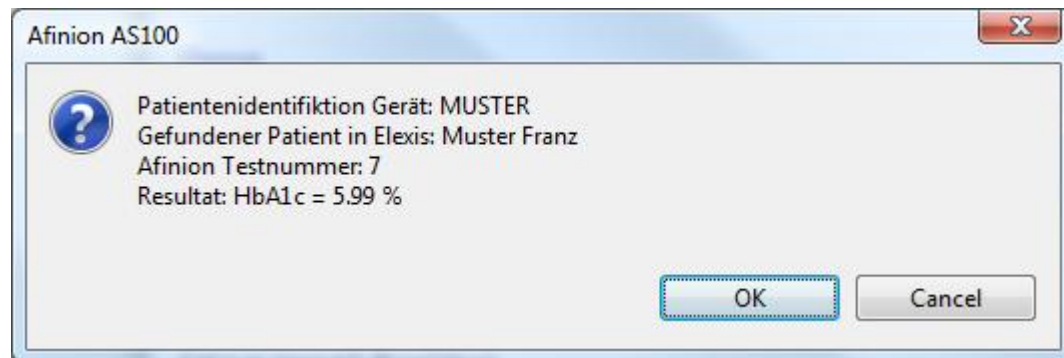 Afinion AS100
Patientenidentifiktion Gerät: MUSTER
Gefundener Patient in Elexis: Muster Franz
Afinion Testnummer: 7
Resultat: HbA1c = 5.99 %
OK
Cancel